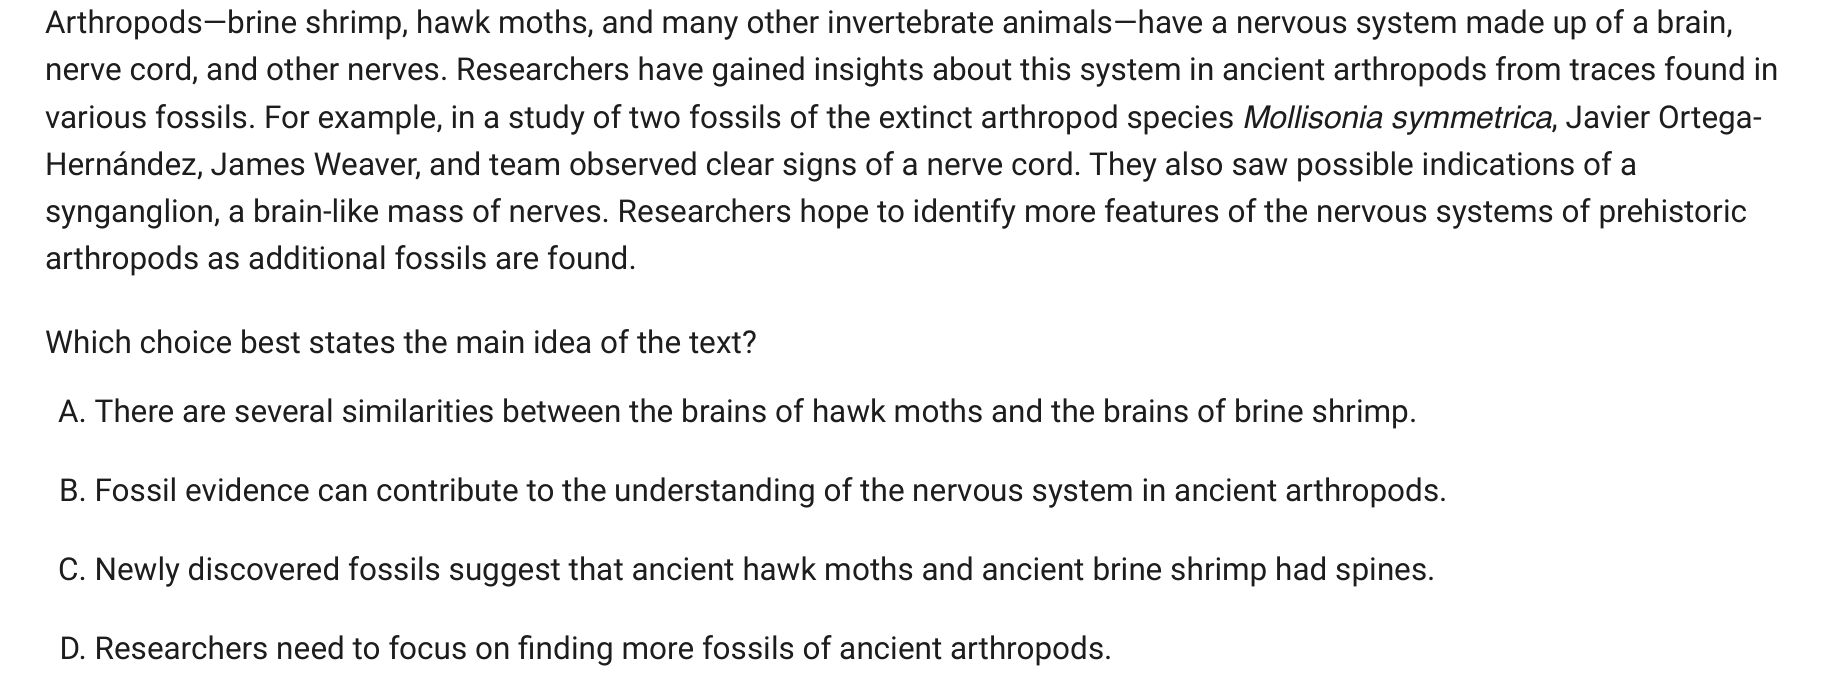 Arthropods—brine shrimp, hawk moths, and many other invertebrate animals—have a nervous system made up of a brain,
nerve cord, and other nerves. Researchers have gained insights about this system in ancient arthropods from traces found in
various fossils. For example, in a study of two fossils of the extinct arthropod species Mollisonia symmetrica, Javier Ortega-
Hernández, James Weaver, and team observed clear signs of a nerve cord. They also saw possible indications of a
synganglion, a brain-like mass of nerves. Researchers hope to identify more features of the nervous systems of prehistoric
arthropods as additional fossils are found.
Which choice best states the main idea of the text?
A. There are several similarities between the brains of hawk moths and the brains of brine shrimp.
B. Fossil evidence can contribute to the understanding of the nervous system in ancient arthropods.
C. Newly discovered fossils suggest that ancient hawk moths and ancient brine shrimp had spines.
D. Researchers need to focus on finding more fossils of ancient arthropods.